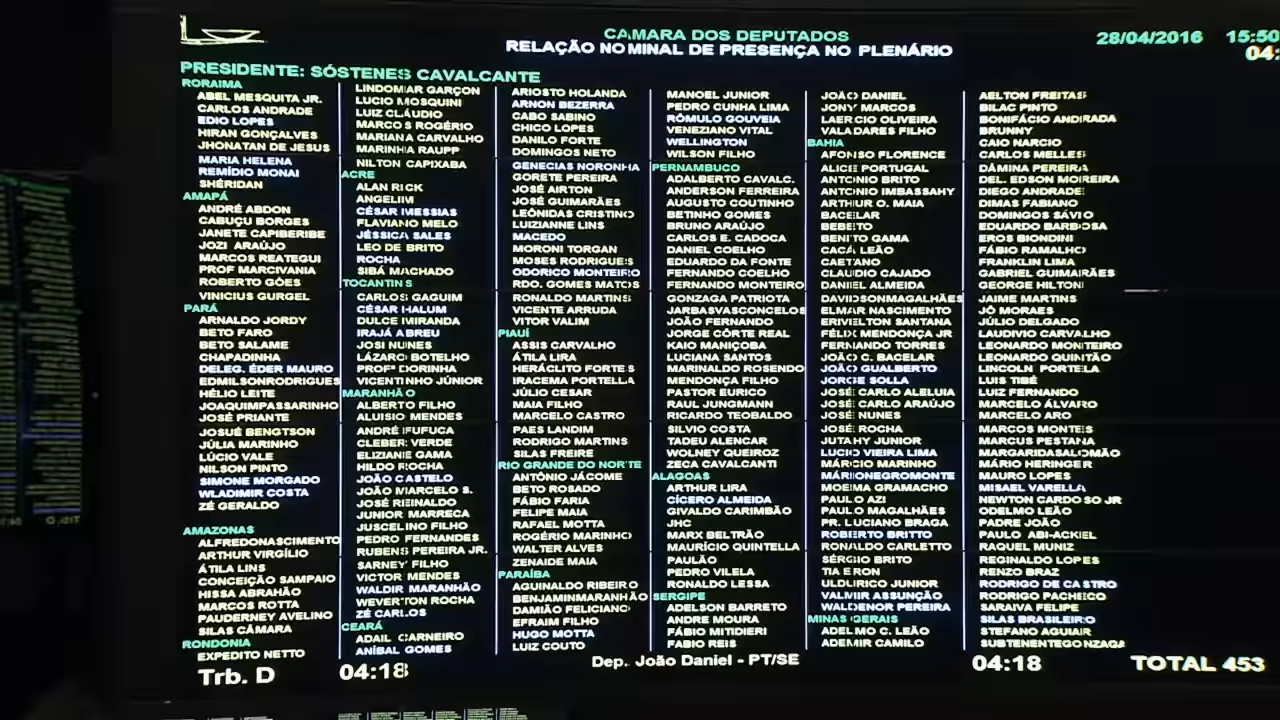 CAMARA DOS DEPUTADOS
RELAÇÃO NOMINAL DE PRESENÇA NO PLENÁRIO
28/04/2016 15:50
04:
PRESIDENTE: SÓSTENES CAVALCANTE
RORAIMA
ABEL MESQUITA JR.
CARLOS ANDRADE
EDIO LOPES
HIRAN GONÇALVES
JHONATAN DE JESUS
MARIA HELENA
REMÍDIO MONAI
SHÉRIDAN
AMAPÁ
ANDRÉ ABDON
CABUÇU BORGES
JANETE CAPIBERIBE
JOZI ARAÚJO
MARCOS REATEGUI
PROF MARCIVANIA
ROBERTO GÓES
VINICIUS GURGEL
PARÁ
ARNALDO JORDY
BETO FARO
BETO SALAME
CHAPADINHA
DELEG. ÉDER MAURO
EDMILSONRODRIGUES
HÉLIO LEITE
JOAQUIMPASSARINHO
JOSÉ PRIANTE
JOSUÉ BENGTSON
JÚLIA MARINHO
LÚCIO VALE
NILSON PINTO
SIMONE MORGADO
WLADIMIR COSTA
ZÉ GERALDO
AMAZONAS
ALFREDONASCIMENTO
ARTHUR VIRGÍLIO
ÁTILA LINS
CONCEIÇÃO SAMPAIO
HISSA ABRAHÃO
MARCOS ROTTA
PAUDERNEY AVELINO
SILAS CÂMARA
RONDONIA
EXPEDITO NETTO
LINDOMAR GARÇON
LUCIO MOSQUINI
LUIZ CLÁUDIO
MARCOS ROGÉRIO
MARIANA CARVALHO
MARINHA RAUPP
NILTON CAPIXABA
ACRE
ALAN RICK
ANGELIM
CÉSAR MESSIAS
FLAVIANO MELO
JÉSSICA SALES
LEO DE BRITO
ROCHA
SIBÁ MACHADO
TOCANTINS
CARLOS GAGUIM
CÉSAR HALUM
DULCE MIRANDA
IRAJÁ ABREU
JOSI NUNES
LÁZARO BOTELHO
PROFª DORINHA
VICENTINHO JÚNIOR
MARANHÃO
ALBERTO FILHO
ALUISIO MENDES
ANDRÉ FUFUCA
CLEBER VERDE
ELIZIANE GAMA
HILDO ROCHA
JOÃO CASTELO
JOÃO MARCELO S.
JOSÉ REINALDO
JUNIOR MARRECA
JUSCELINO FILHO
PEDRO FERNANDES
RUBENS PEREIRA JR.
SARNEY FILHO
VICTOR MENDES
WALDIR MARANHÃO
WEVERTON ROCHA
ZÉ CARLOS
CEARÁ
ADAIL CARNEIRO
ANÍBAL GOMES
ARIOSTO HOLANDA
ARNON BEZERRA
CABO SABINO
CHICO LOPES
DANILO FORTE
DOMINGOS NETO
GENECIAS NORONHA
GORETE PEREIRA
JOSÉ AIRTON
JOSÉ GUIMARÃES
LEÔNIDAS CRISTINO
LUIZIANNE LINS
MACEDO
MORONI TORGAN
MOSES RODRIGUES
ODORICO MONTEIRO
RDO. GOMES MATOS
RONALDO MARTINS
VICENTE ARRUDA
VITOR VALIM
PIAUÍ
ASSIS CARVALHO
ÁTILA LIRA
HERÁCLITO FORTES
IRACEMA PORTELLA
JÚLIO CESAR
MAIA FILHO
MARCELO CASTRO
PAES LANDIM
RODRIGO MARTINS
SILAS FREIRE
RIO GRANDE DO NORTE
ANTÔNIO JÁCOME
BETO ROSADO
FÁBIO FARIA
FELIPE MAIA
RAFAEL MOTTA
ROGÉRIO MARINHO
WALTER ALVES
ZENAIDE MAIA
PARAÍBA
AGUINALDO RIBEIRO
BENJAMINMARANHÃO
DAMIÃO FELICIANO
EFRAIM FILHO
HUGO MOTTA
LUIZ COUTO
MANOEL JUNIOR
PEDRO CUNHA LIMA
RÔMULO GOUVEIA
VENEZIANO VITAL
WELLINGTON
WILSON FILHO
PERNAMBUCO
ADALBERTO CAVALC.
ANDERSON FERREIRA
AUGUSTO COUTINHO
BETINHO GOMES
BRUNO ARAÚJO
CARLOS E. CADOCA
DANIEL COELHO
EDUARDO DA FONTE
FERNANDO COELHO
FERNANDO MONTEIRO
GONZAGA PATRIOTA
JARBASVASCONCELOS
JOÃO FERNANDO
JORGE CÔRTE REAL
KAIO MANIÇOBA
LUCIANA SANTOS
MARINALDO ROSENDO
MENDONÇA FILHO
PASTOR EURICO
RAUL JUNGMANN
RICARDO TEOBALDO
SILVIO COSTA
TADEU ALENCAR
WOLNEY QUEIROZ
ZECA CAVALCANTI
ALAGOAS
ARTHUR LIRA
CÍCERO ALMEIDA
GIVALDO CARIMBÃO
JHC
MARX BELTRÃO
MAURÍCIO QUINTELLA
PAULÃO
PEDRO VILELA
RONALDO LESSA
SERGIPE
ADELSON BARRETO
ANDRE MOURA
FÁBIO MITIDIERI
FABIO REIS
JOÃO DANIEL
JONY MARCOS
LAERCIO OLIVEIRA
VALADARES FILHO
BAHIA
AFONSO FLORENCE
ALICE PORTUGAL
ANTONIO BRITO
ANTONIO IMBASSAHY
ARTHUR O. MAIA
BACELAR
BEBETO
BENITO GAMA
CACÁ LEÃO
CAETANO
CLAUDIO CAJADO
DANIEL ALMEIDA
DAVIDSONMAGALHÃES
ELMAR NASCIMENTO
ERIVELTON SANTANA
FÉLIX MENDONÇA JR
FERNANDO TORRES
JOÃO C. BACELAR
JOÃO GUALBERTO
JORGE SOLLA
JOSÉ CARLO ALELUIA
JOSÉ CARLO ARAÚJO
JOSÉ NUNES
JOSÉ ROCHA
JUTAHY JUNIOR
LUCIO VIEIRA LIMA
MÁRCIO MARINHO
MÁRIONEGROMONTE
MOEMA GRAMACHO
PAULO AZI
PAULO MAGALHÃES
PR. LUCIANO BRAGA
ROBERTO BRITTO
RONALDO CARLETTO
SÉRGIO BRITO
TIA ERON
ULDURICO JUNIOR
VALMIR ASSUNÇÃO
WALDENOR PEREIRA
MINAS GERAIS
ADELMO C. LEÃO
ADEMIR CAMILO
AELTON FREITAS
BILAC PINTO
BONIFÁCIO ANDRADA
BRUNNY
CAIO NARCIO
CARLOS MELLES
DÂMINA PEREIRA
DEL. EDSON MOREIRA
DIEGO ANDRADE
DIMAS FABIANO
DOMINGOS SÁVIO
EDUARDO BARBOSA
EROS BIONDINI
FÁBIO RAMALHO
FRANKLIN LIMA
GABRIEL GUIMARÃES
GEORGE HILTON
JAIME MARTINS
JÔ MORAES
JÚLIO DELGADO
LAUDIVIO CARVALHO
LEONARDO MONTEIRO
LEONARDO QUINTÃO
LINCOLN PORTELA
LUIS TIBÉ
LUIZ FERNANDO
MARCELO ÁLVARO
MARCELO ARO
MARCOS MONTES
MARCUS PESTANA
MARGARIDASALOMÃO
MÁRIO HERINGER
MAURO LOPES
MISAEL VARELLA
NEWTON CARDOSO JR
ODELMO LEÃO
PADRE JOÃO
PAULO ABI-ACKEL
RAQUEL MUNIZ
REGINALDO LOPES
RENZO BRAZ
RODRIGO DE CASTRO
RODRIGO PACHECO
SARAIVA FELIPE
SILAS BRASILEIRO
STEFANO AGUIAR
SUBTENENTEGONZAGA
Trb. D 04:18 Dep. João Daniel - PT/SE 04:18 TOTAL 453